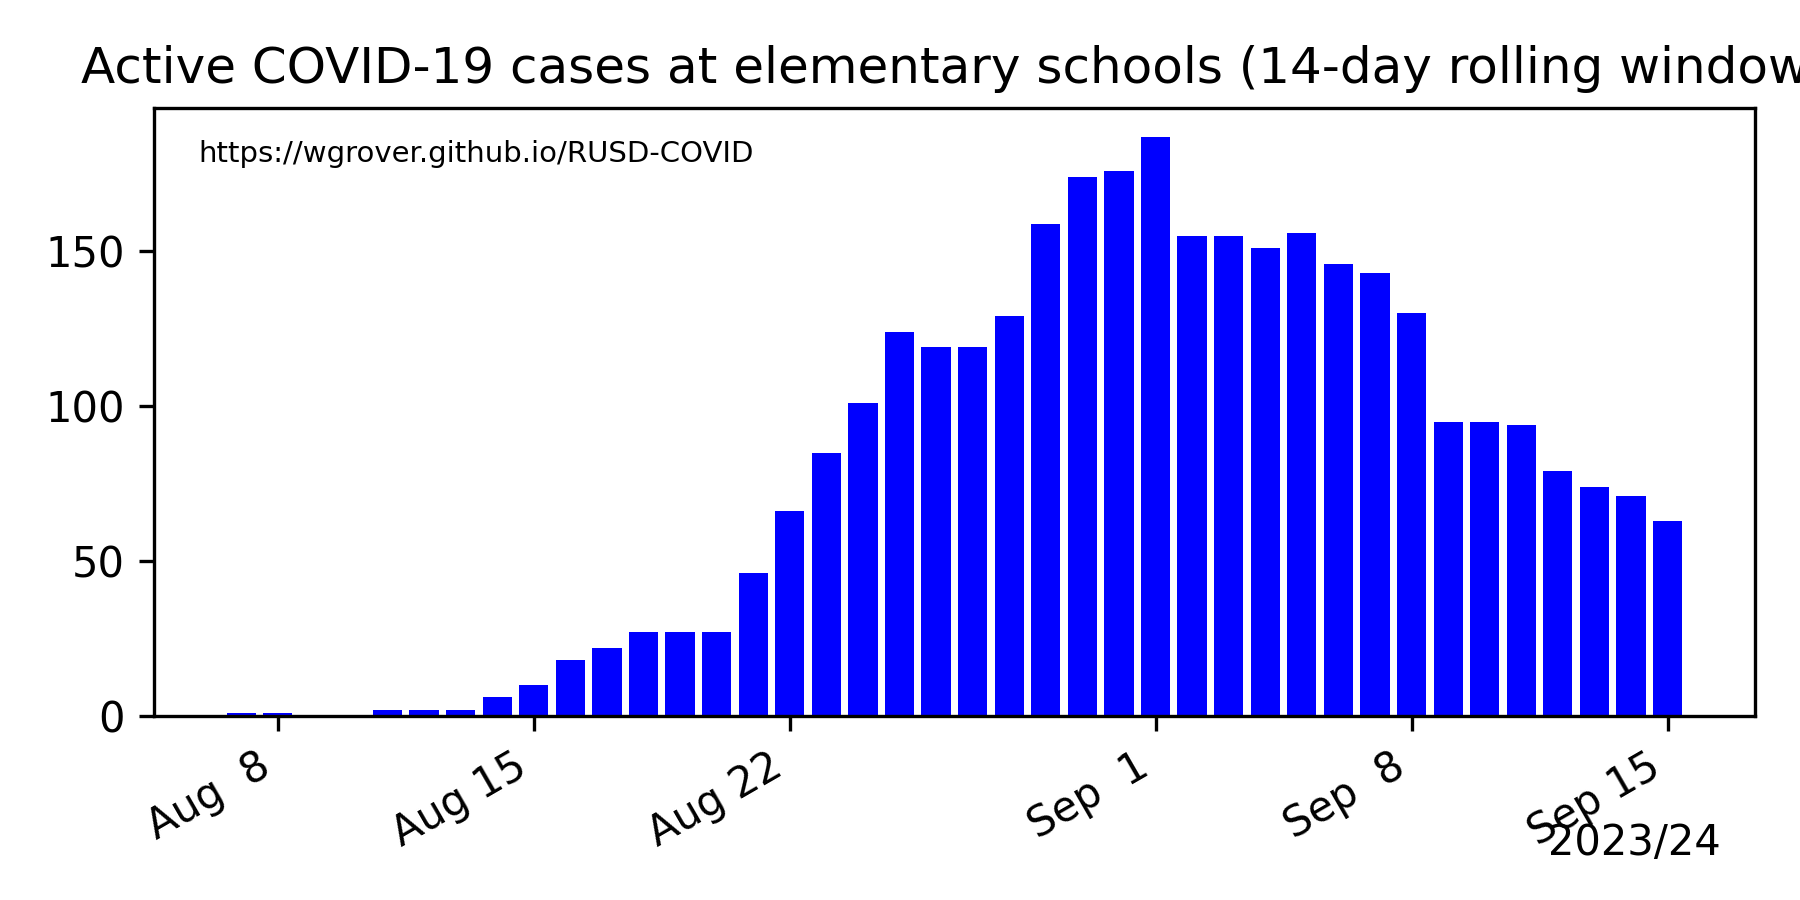 Active COVID-19 cases at elementary schools (14-day rolling window
https://wgrover.github.io/RUSD-COVID
150
100
50
0
Aug 8
Aug 15
Aug 22
Sep 1
Sep 8
Sep 15
2023/24